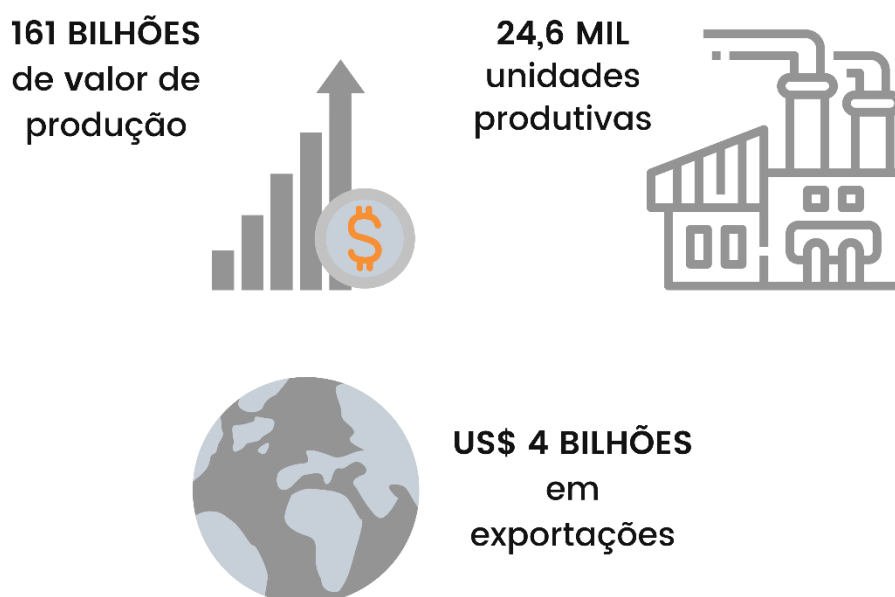 161 BILHÕES
de valor de
produção
24,6 MIL
unidades
produtivas
$
US$ 4 BILHÕES
em
exportações